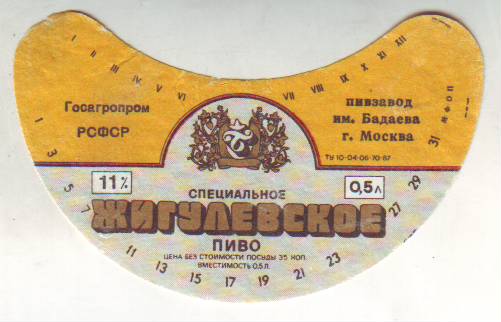 I II III IV V VI VII VIII IX X XI XII
Госагропром
РСФСР
пивзавод
им. Бадаева
г. Москва
ТУ 10-04-06-70-87
11%
0,5 л
СПЕЦИАЛЬНОЕ
ЖИГУЛЕВСКОЕ
ПИВО
ЦЕНА БЕЗ СТОИМОСТИ ПОСУДЫ 35 КОП.
ВМЕСТИМОСТЬ 0,5 Л.
1 3 5 7 11 13 15 17 19 21 23 27 29 31